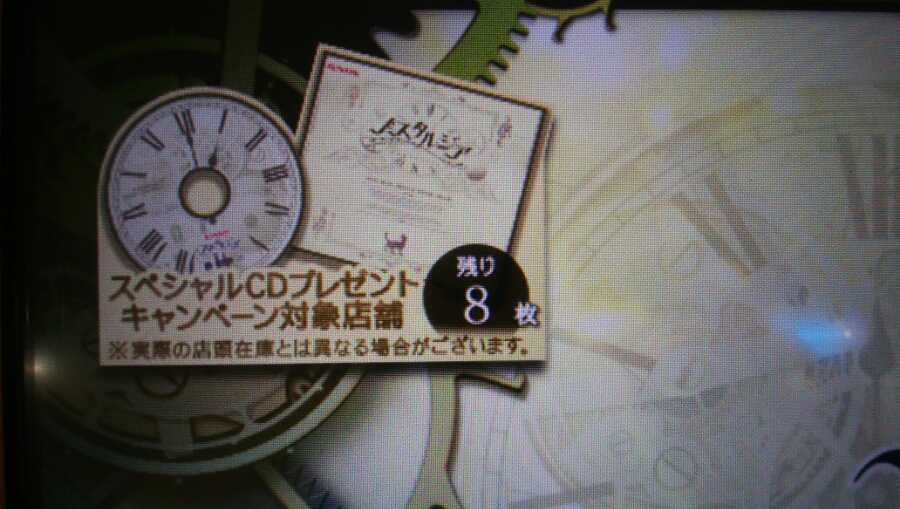 KONAMI
ノスタルジア
スペシャルCDプレゼント
キャンペーン対象店舗
残り
8 枚
※実際の店頭在庫とは異なる場合がございます。